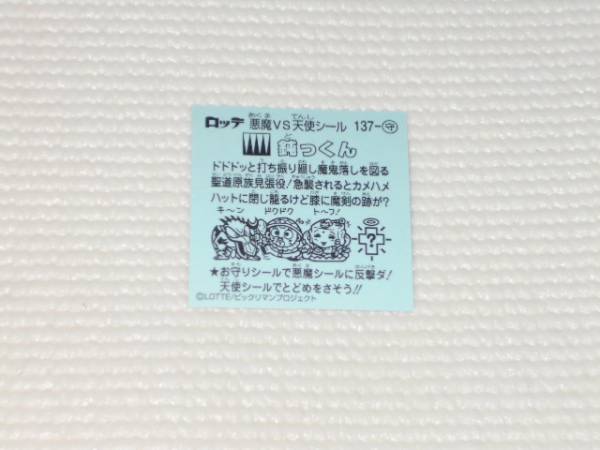 ロッテ 悪魔VS天使シール 137-守
鈍っくん
ドドドッと打ち振り廻し魔鬼落しを図る
聖道原族見張役!急襲されるとカメハメ
ハットに閉じ籠るけど膝に魔剣の跡が?
キ〜ン ドクドク ト〜フ!
?
★お守りシールで悪魔シールに反撃ダ!
天使シールでとどめをさそう!!
©LOTTE/ビックリマンプロジェクト